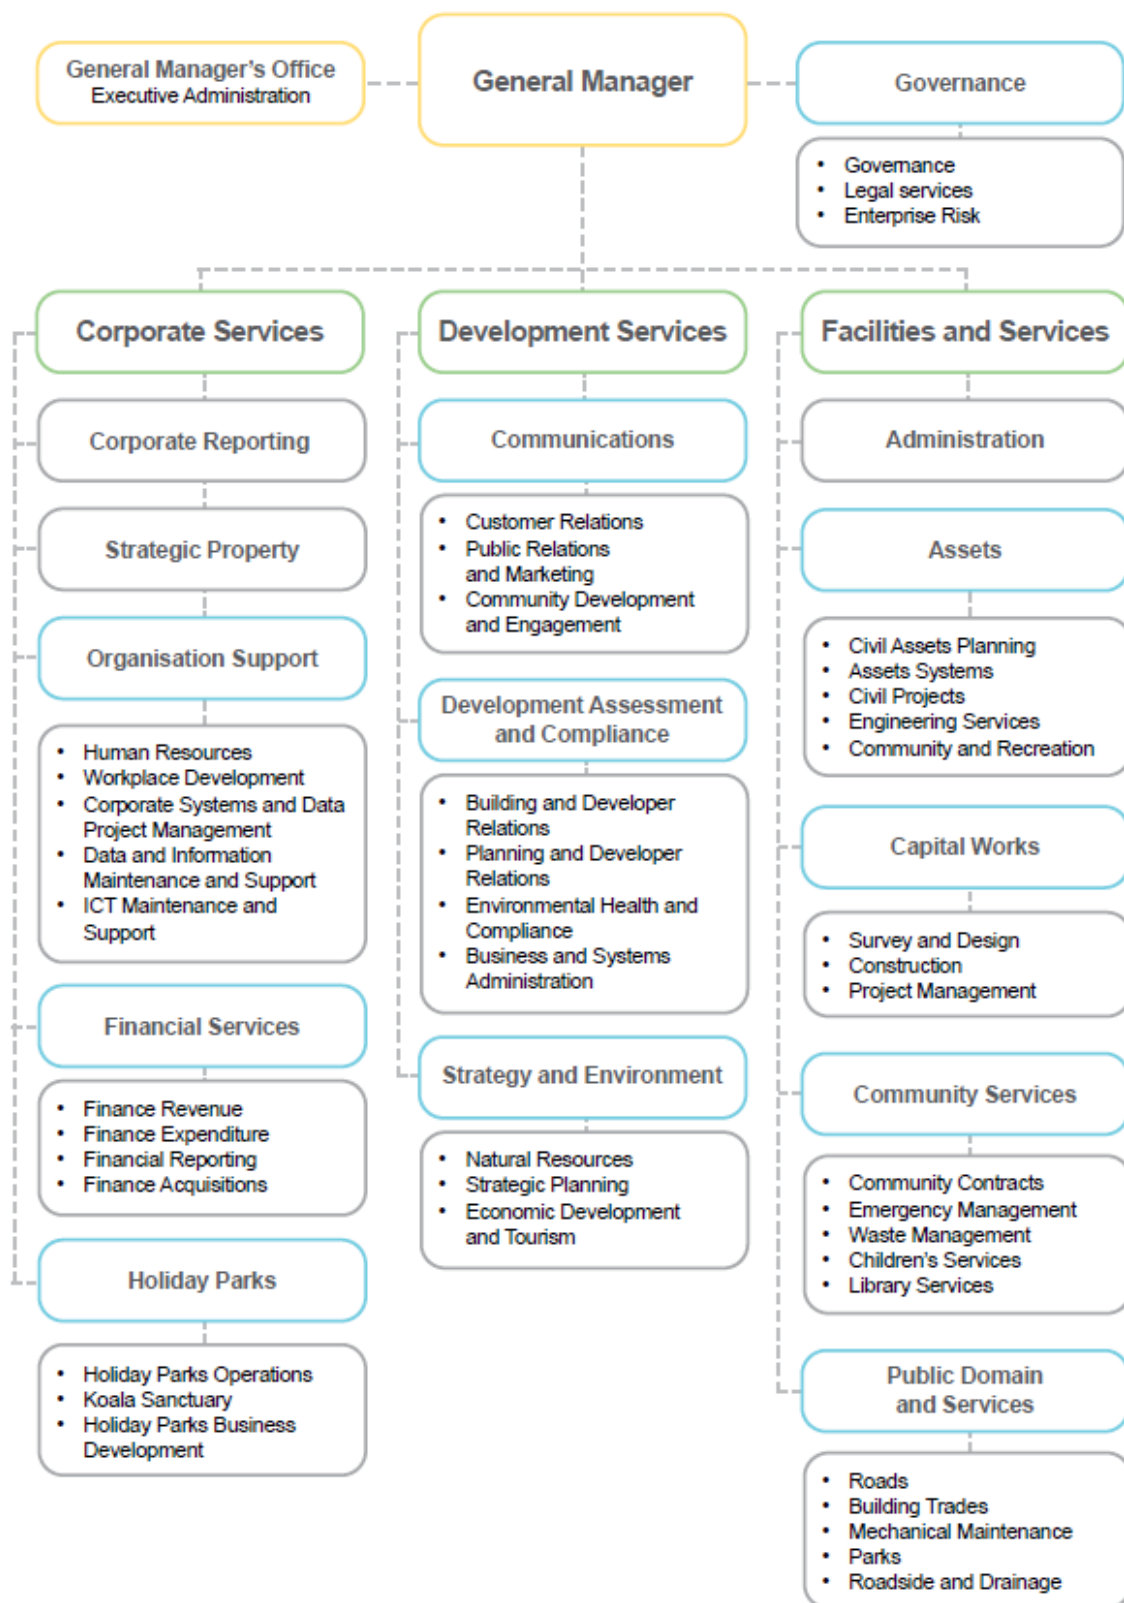 General Manager's Office
Executive Administration
General Manager
Governance
• Governance
• Legal services
• Enterprise Risk
Corporate Services
Corporate Reporting
Strategic Property
Organisation Support
• Human Resources
• Workplace Development
• Corporate Systems and Data
Project Management
• Data and Information
Maintenance and Support
• ICT Maintenance and
Support
Financial Services
• Finance Revenue
• Finance Expenditure
• Financial Reporting
• Finance Acquisitions
Holiday Parks
• Holiday Parks Operations
• Koala Sanctuary
• Holiday Parks Business
Development
Development Services
Communications
• Customer Relations
• Public Relations
and Marketing
• Community Development
and Engagement
Development Assessment
and Compliance
• Building and Developer
Relations
• Planning and Developer
Relations
• Environmental Health and
Compliance
• Business and Systems
Administration
Strategy and Environment
• Natural Resources
• Strategic Planning
• Economic Development
and Tourism
Facilities and Services
Administration
Assets
• Civil Assets Planning
• Assets Systems
• Civil Projects
• Engineering Services
• Community and Recreation
Capital Works
• Survey and Design
• Construction
• Project Management
Community Services
• Community Contracts
• Emergency Management
• Waste Management
• Children's Services
• Library Services
Public Domain
and Services
• Roads
• Building Trades
• Mechanical Maintenance
• Parks
• Roadside and Drainage